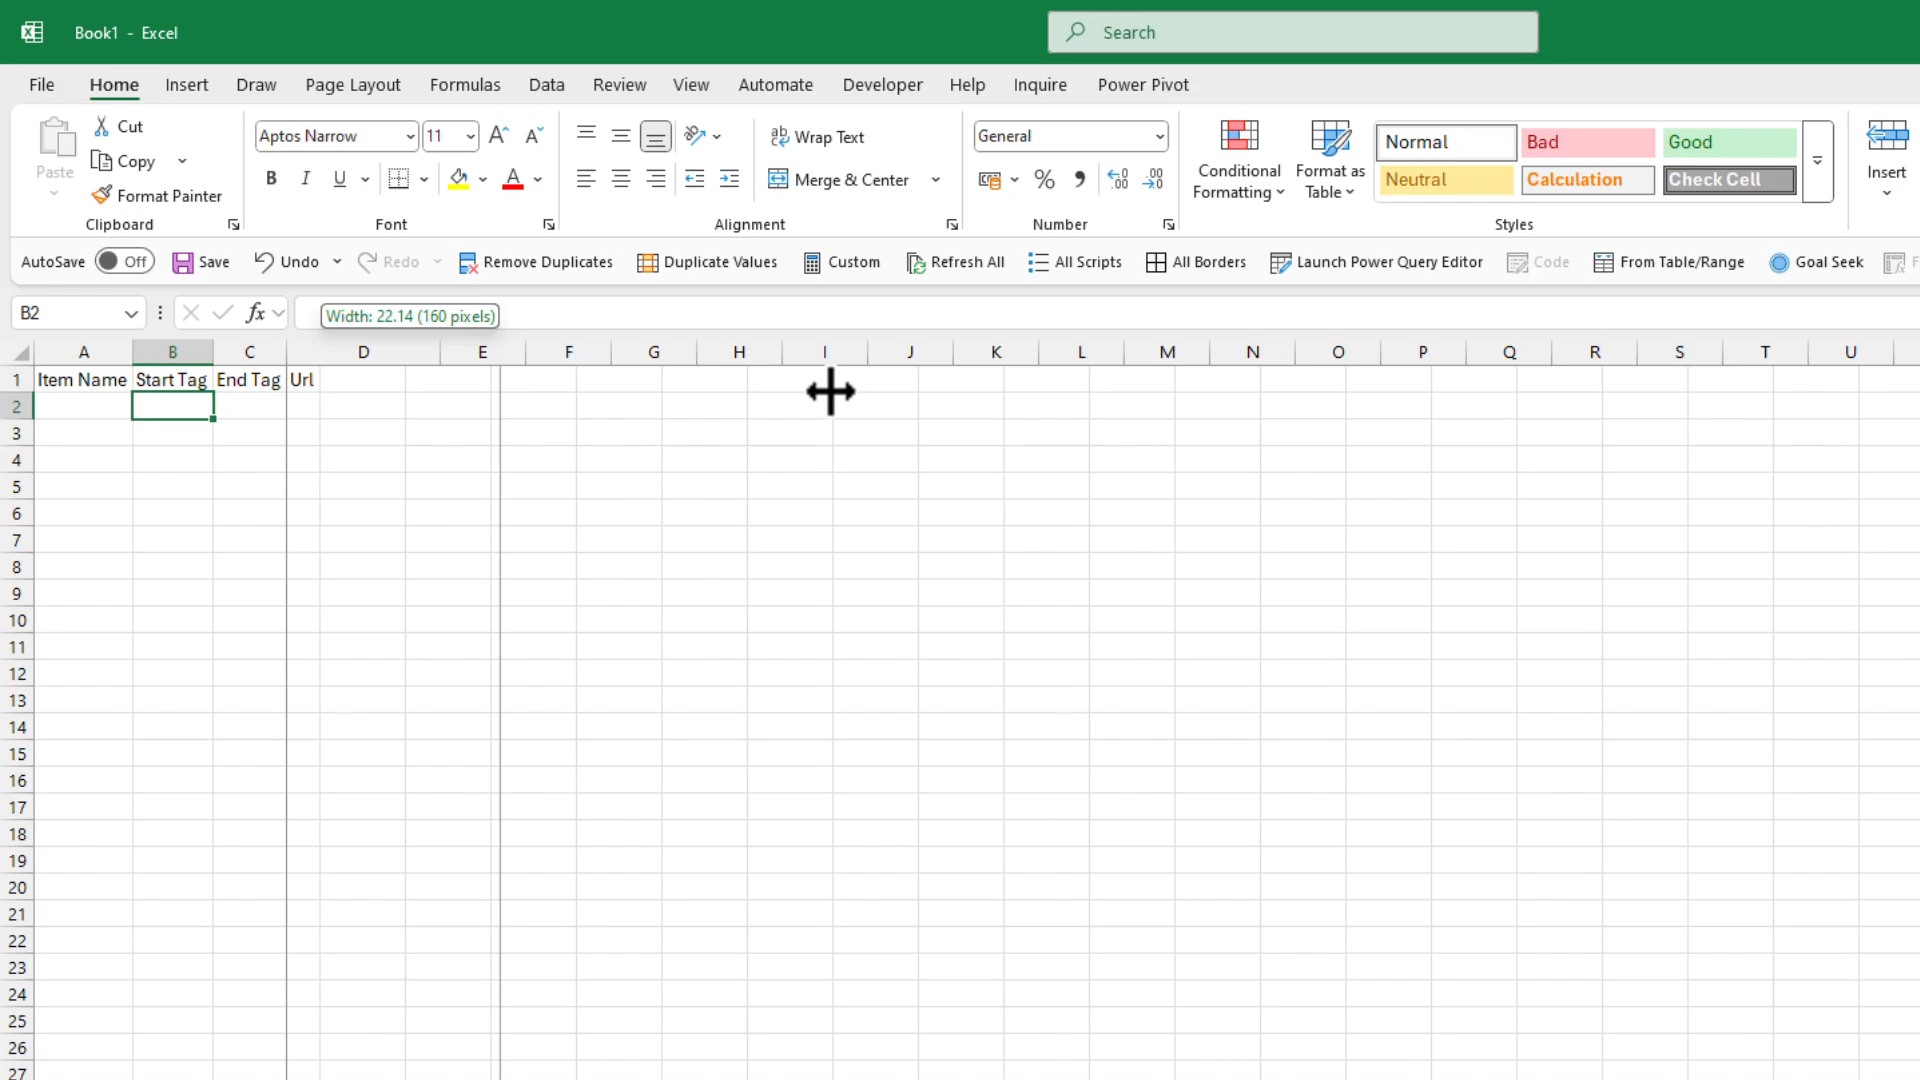 Book1 - Excel
Search
File Home Insert Draw Page Layout Formulas Data Review View Automate Developer Help Inquire Power Pivot
Paste
Cut
Copy
Format Painter
Clipboard
Aptos Narrow 11
B I U
Font
Wrap Text
Merge & Center
Alignment
General
Number
Conditional Formatting
Format as Table
Normal Bad Good
Neutral Calculation Check Cell
Styles
Insert
AutoSave Off Save Undo Redo Remove Duplicates Duplicate Values Custom Refresh All All Scripts All Borders Launch Power Query Editor Code From Table/Range Goal Seek F
B2 fx Width: 22.14 (160 pixels)
A B C D E F G H I J K L M N O P Q R S T U
1 Item Name Start Tag End Tag Url
2
3
4
5
6
7
8
9
10
11
12
13
14
15
16
17
18
19
20
21
22
23
24
25
26
27